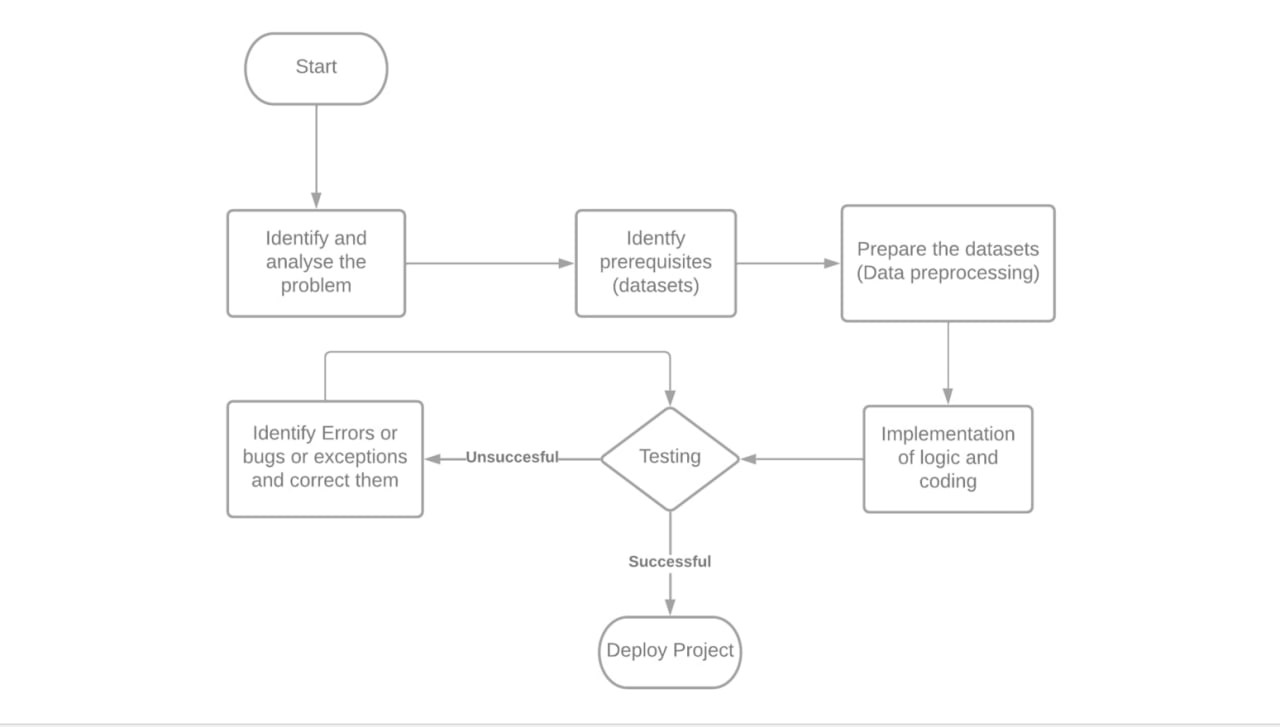 Start
Identify and
analyse the
problem
Identfy
prerequisites
(datasets)
Prepare the datasets
(Data preprocessing)
Implementation
of logic and
coding
Testing
Unsuccesful
Identify Errors or
bugs or exceptions
and correct them
Successful
Deploy Project